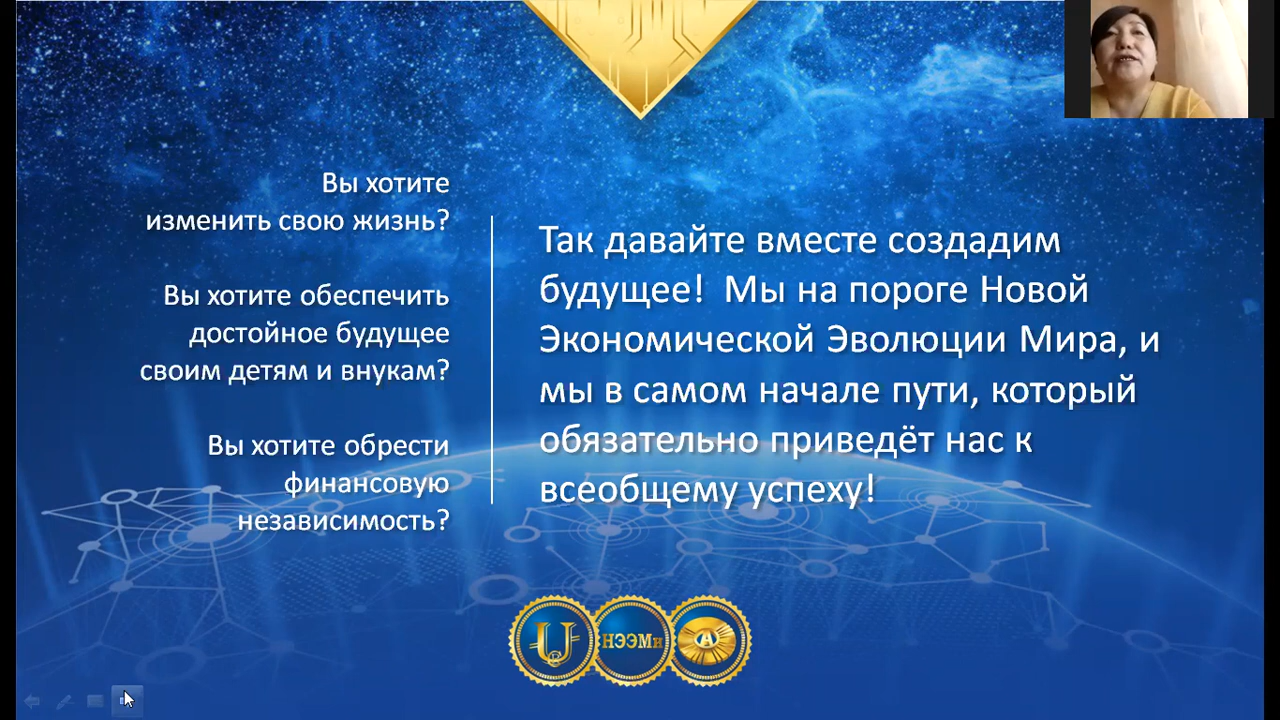 Вы хотите
изменить свою жизнь?
Вы хотите обеспечить
достойное будущее
своим детям и внукам?
Вы хотите обрести
финансовую
независимость?
Так давайте вместе создадим
будущее!  Мы на пороге Новой
Экономической Эволюции Мира, и
мы в самом начале пути, который
обязательно приведёт нас к
всеобщему успеху!
НЭЭМи
А